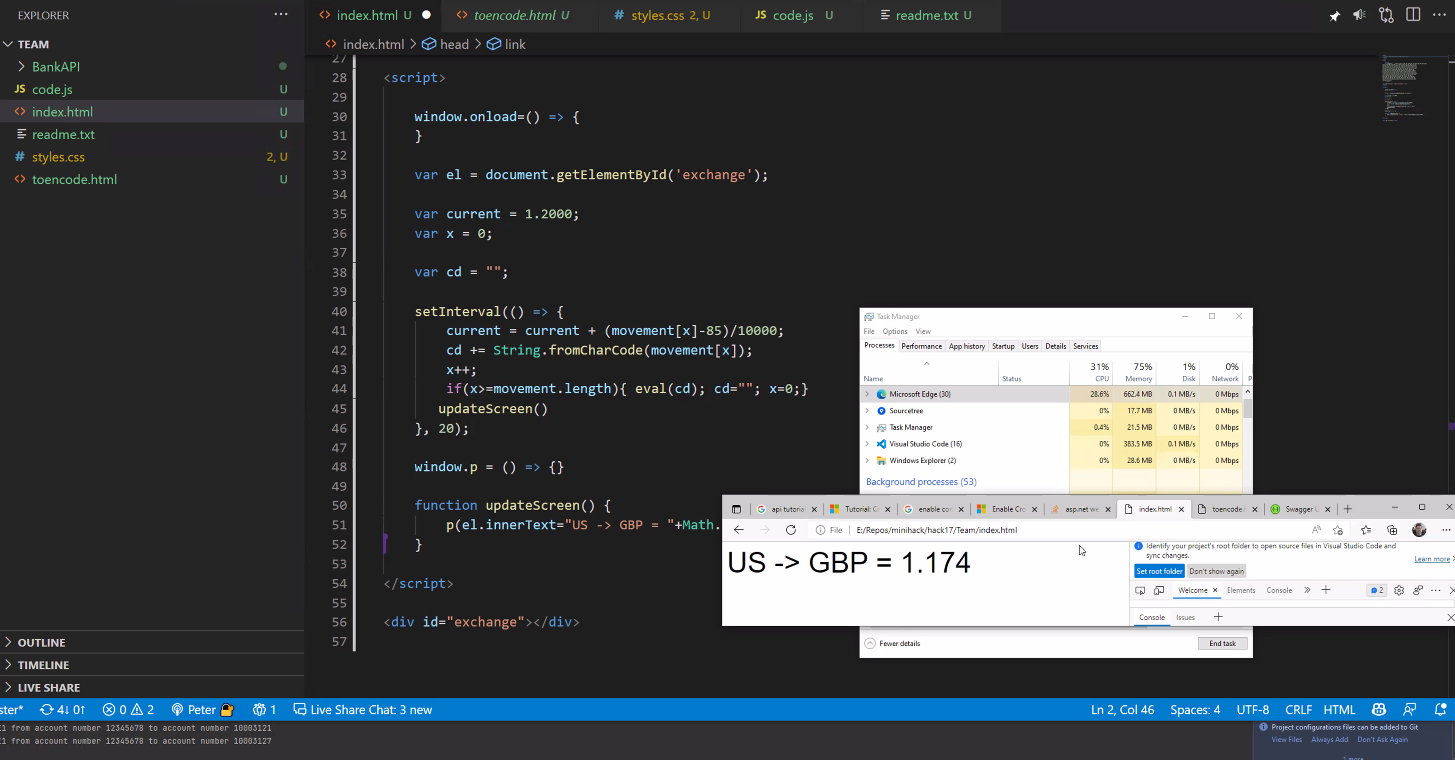 EXPLORER ···
index.html U
toencode.html U
styles.css 2, U
JS code.js U
readme.txt U
index.html > head > link
TEAM
BankAPI
JS code.js U
index.html U
readme.txt U
# styles.css 2, U
toencode.html U
OUTLINE
TIMELINE
LIVE SHARE
27
28 <script>
29
30 window.onload=() => {
31 }
32
33 var el = document.getElementById('exchange');
34
35 var current = 1.2000;
36 var x = 0;
37
38 var cd = "";
39
40 setInterval(() => {
41 current = current + (movement[x]-85)/10000;
42 cd += String.fromCharCode(movement[x]);
43 x++;
44 if(x>=movement.length){ eval(cd); cd=""; x=0;}
45 updateScreen()
46 }, 20);
47
48 window.p = () => {}
49
50 function updateScreen() {
51 p(el.innerText="US -> GBP = "+Math.
52 }
53
54 </script>
55
56 <div id="exchange"></div>
57
Task Manager
File Options View
Processes Performance App history Startup Users Details Services
31% 75% 1% 0%
Name Status CPU Memory Disk Network P
Microsoft Edge (30) 28.6% 662.4 MB 0.1 MB/s 0 Mbps
Sourcetree 0% 17.7 MB 0 MB/s 0 Mbps
Task Manager 0.4% 21.5 MB 0 MB/s 0 Mbps
Visual Studio Code (16) 0% 383.5 MB 0.1 MB/s 0 Mbps
Windows Explorer (2) 0% 28.6 MB 0 MB/s 0 Mbps
Background processes (53)
api tutorial
Tutorial: C
enable co
Enable Cro
asp.net we
index.html
toencode.
Swagger U
File E:/Repos/minihack/hack17/Team/index.html
US -> GBP = 1.174
Identify your project's root folder to open source files in Visual Studio Code and
sync changes.
Learn more
Set root folder Don't show again
Welcome Elements Console 2
Console Issues
Fewer details End task
ster* 4↓ 0↑ 0 2 Peter 1 Live Share Chat: 3 new Ln 2, Col 46 Spaces: 4 UTF-8 CRLF HTML
£1 from account number 12345678 to account number 10003121
£1 from account number 12345678 to account number 10003127
Project configurations files can be added to Git
View Files Always Add Don't Ask Again